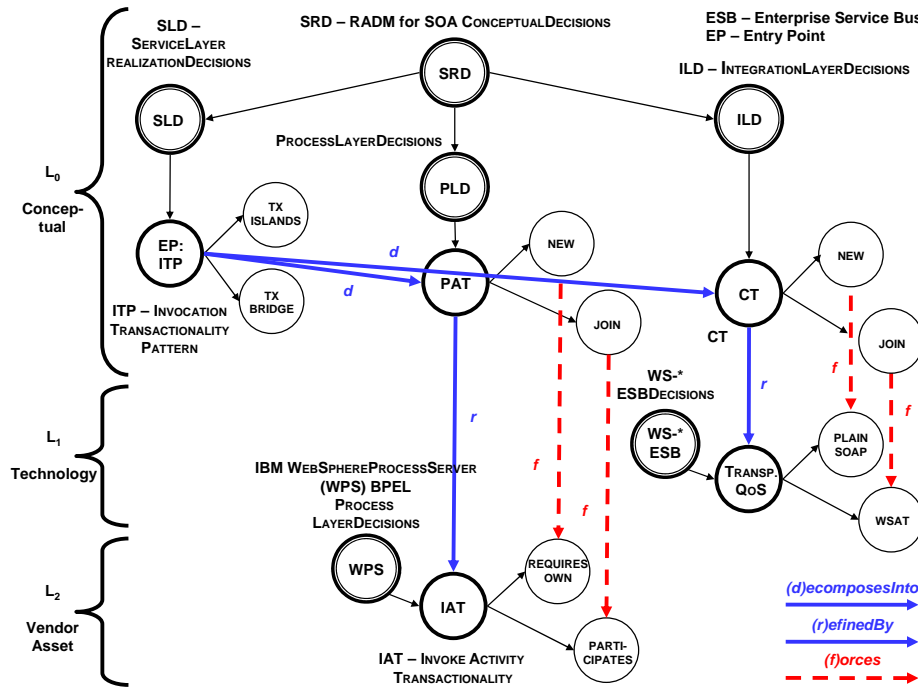 SRD – RADM for SOA CONCEPTUALDECISIONS
SLD –
SERVICELAYER
REALIZATIONDECISIONS
ESB – Enterprise Service Bus
EP – Entry Point
ILD – INTEGRATIONLAYERDECISIONS
SRD
SLD
ILD
PROCESSLAYERDECISIONS
PLD
L0
Concep-
tual
TX
ISLANDS
EP:
ITP
TX
BRIDGE
d
d
PAT
NEW
JOIN
CT
NEW
JOIN
CT
ITP – INVOCATION
TRANSACTIONALITY
PATTERN
r
r
f
f
WS-*
ESBDECISIONS
WS-*
ESB
PLAIN
SOAP
TRANSP.
QOS
WSAT
L1
Technology
IBM WEBSPHEREPROCESSSERVER
(WPS) BPEL
PROCESS
LAYERDECISIONS
f
f
WPS
REQUIRES
OWN
IAT
PARTI-
CIPATES
L2
Vendor
Asset
IAT – INVOKE ACTIVITY
TRANSACTIONALITY
(d)ecomposesInto
(r)efinedBy
(f)orces